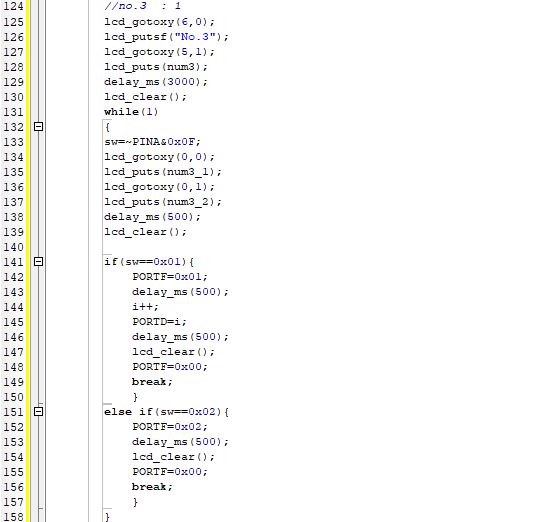 124 //no.3 : 1
125 lcd_gotoxy(6,0);
126 lcd_putsf("No.3");
127 lcd_gotoxy(5,1);
128 lcd_puts(num3);
129 delay_ms(3000);
130 lcd_clear();
131 while(1)
132 {
133 sw=~PINA&0x0F;
134 lcd_gotoxy(0,0);
135 lcd_puts(num3_1);
136 lcd_gotoxy(0,1);
137 lcd_puts(num3_2);
138 delay_ms(500);
139 lcd_clear();
140
141 if(sw==0x01){
142 PORTF=0x01;
143 delay_ms(500);
144 i++;
145 PORTD=i;
146 delay_ms(500);
147 lcd_clear();
148 PORTF=0x00;
149 break;
150 }
151 else if(sw==0x02){
152 PORTF=0x02;
153 delay_ms(500);
154 lcd_clear();
155 PORTF=0x00;
156 break;
157 }
158 }